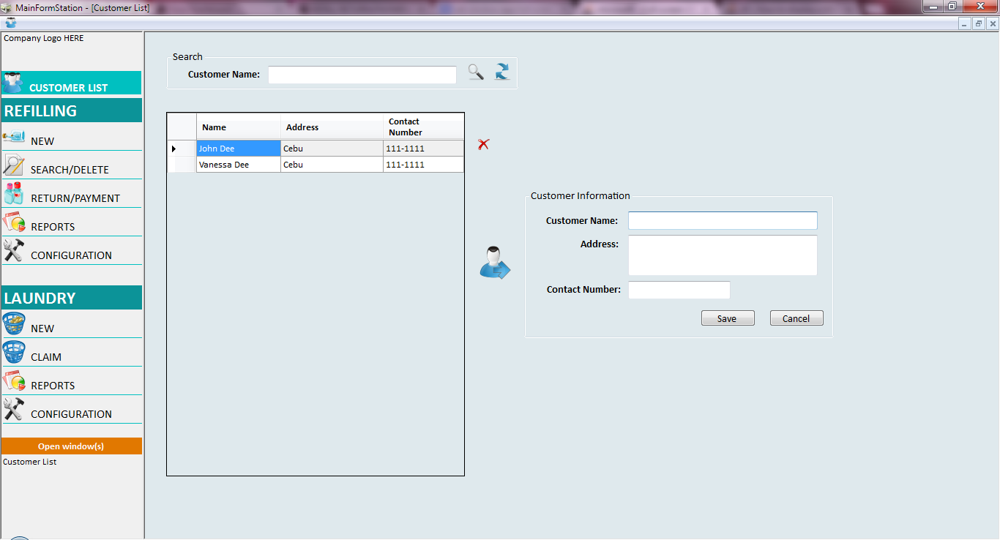 MainFormStation - [Customer List]
Company Logo HERE
CUSTOMER LIST
REFILLING
NEW
SEARCH/DELETE
RETURN/PAYMENT
REPORTS
CONFIGURATION
LAUNDRY
NEW
CLAIM
REPORTS
CONFIGURATION
Open window(s)
Customer List
Search
Customer Name:
Name Address Contact Number
John Dee Cebu 111-1111
Vanessa Dee Cebu 111-1111
Customer Information
Customer Name:
Address:
Contact Number:
Save Cancel